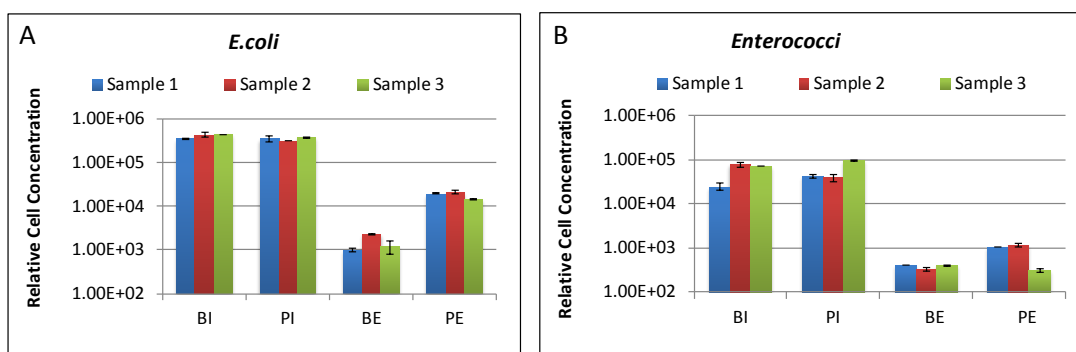 A
E.coli
Sample 1 Sample 2 Sample 3
Relative Cell Concentration
1.00E+06
1.00E+05
1.00E+04
1.00E+03
1.00E+02
BI PI BE PE
B
Enterococci
Sample 1 Sample 2 Sample 3
Relative Cell Concentration
1.00E+06
1.00E+05
1.00E+04
1.00E+03
1.00E+02
BI PI BE PE